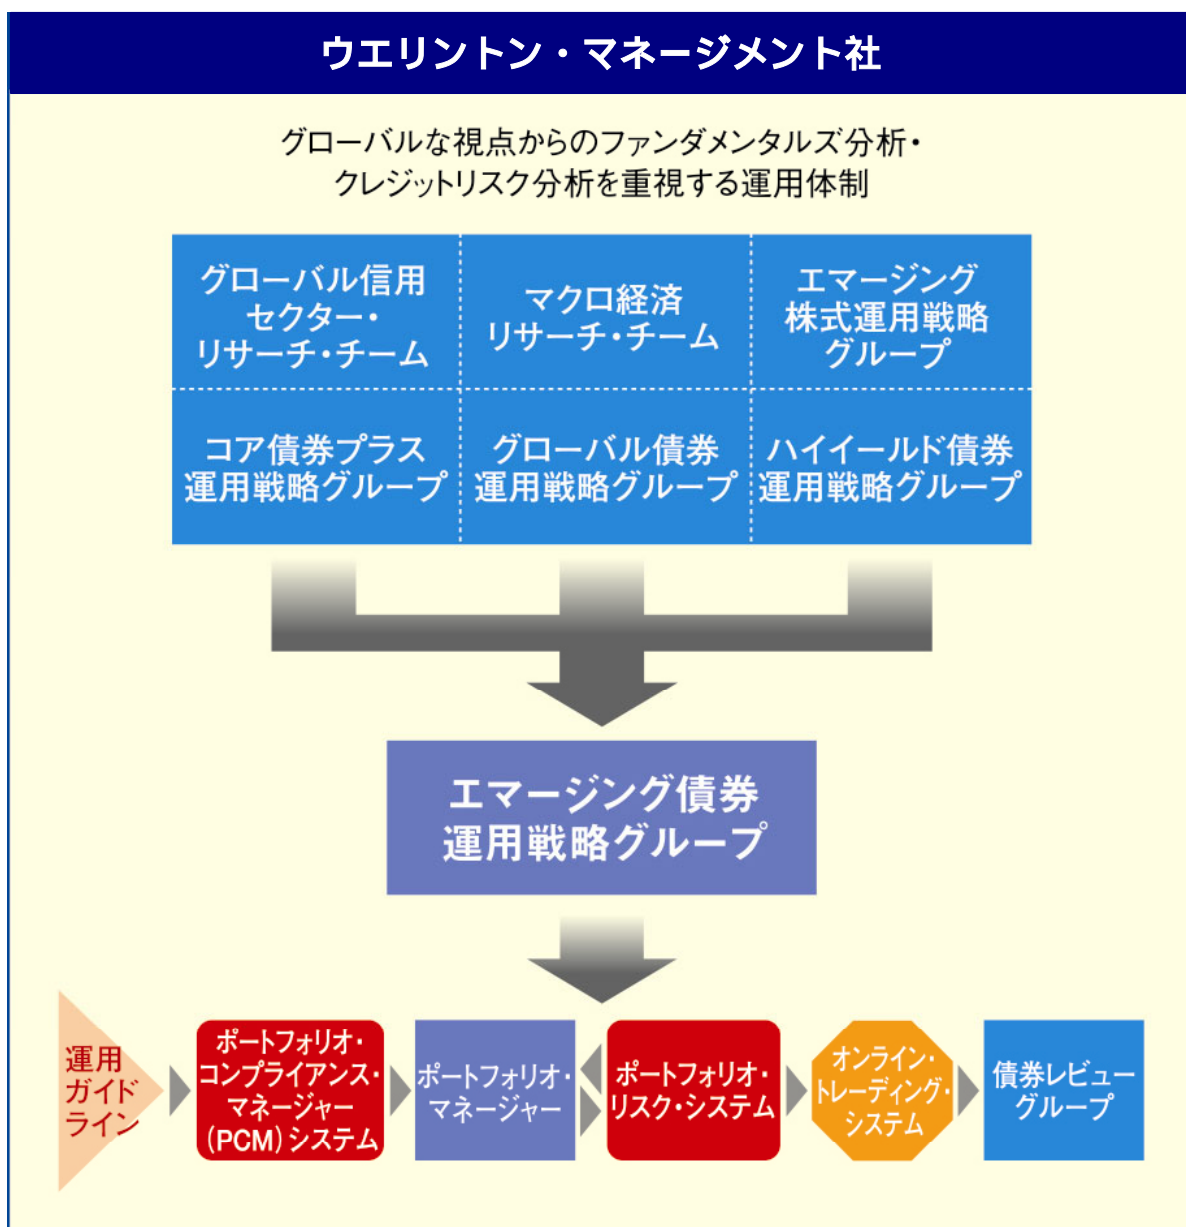 ウエリントン・マネージメント社
グローバルな視点からのファンダメンタルズ分析・
クレジットリスク分析を重視する運用体制
グローバル信用
セクター・
リサーチ・チーム
マクロ経済
リサーチ・チーム
エマージング
株式運用戦略
グループ
コア債券プラス
運用戦略グループ
グローバル債券
運用戦略グループ
ハイイールド債券
運用戦略グループ
エマージング債券
運用戦略グループ
運用
ガイド
ライン
ポートフォリオ・
コンプライアンス・
マネージャー
(PCM)システム
ポートフォリオ・
マネージャー
ポートフォリオ・
リスク・システム
オンライン・
トレーディング・
システム
債券レビュー
グループ